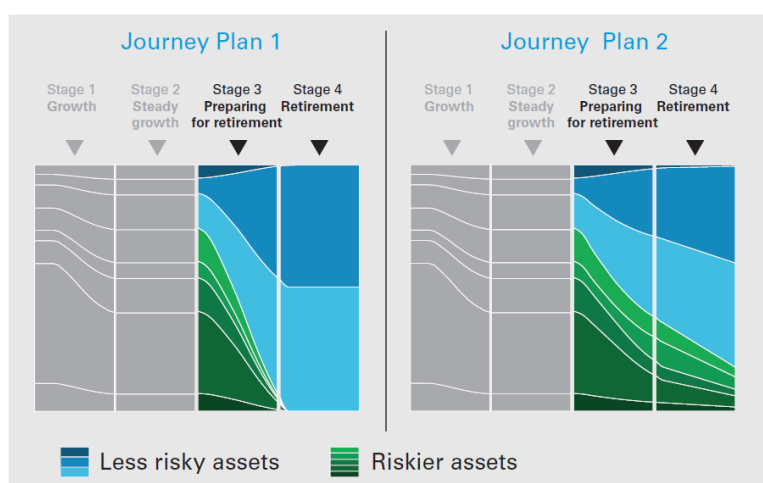 Journey Plan 1
Stage 1
Growth
Stage 2
Steady
growth
Stage 3
Preparing
for retirement
Stage 4
Retirement
Journey Plan 2
Stage 1
Growth
Stage 2
Steady
growth
Stage 3
Preparing
for retirement
Stage 4
Retirement
Less risky assets
Riskier assets